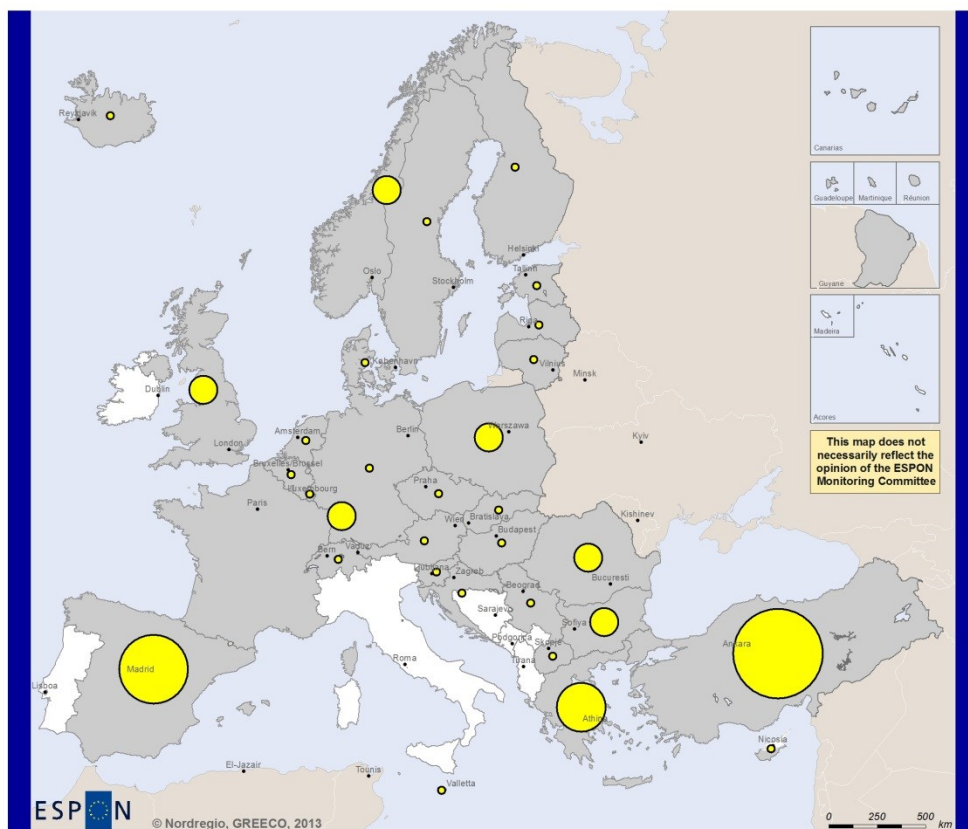 Reykjavik
Canarias
Guadeloupe
Martinique
Réunion
Guyane
Madeira
Acores
This map does not
necessarily reflect the
opinion of the ESPON
Monitoring Committee
Helsinki
Tallinn
Oslo
Stockholm
Riga
København
Vilnius
Minsk
Dublin
London
Amsterdam
Berlin
Warszawa
Kyiv
Bruxelles/Brussel
Luxembourg
Praha
Paris
Kishinev
Wien
Bratislava
Budapest
Bern
Vaduz
Ljubljana
Zagreb
Beograd
Bucuresti
Sarajevo
Sofiya
Podgorica
Skopje
Ankara
Madrid
Roma
Tirana
Lisboa
Athina
Nicosia
El-Jazair
Tounis
Valletta
ESPON
© Nordregio, GREECO, 2013
0 250 500
km